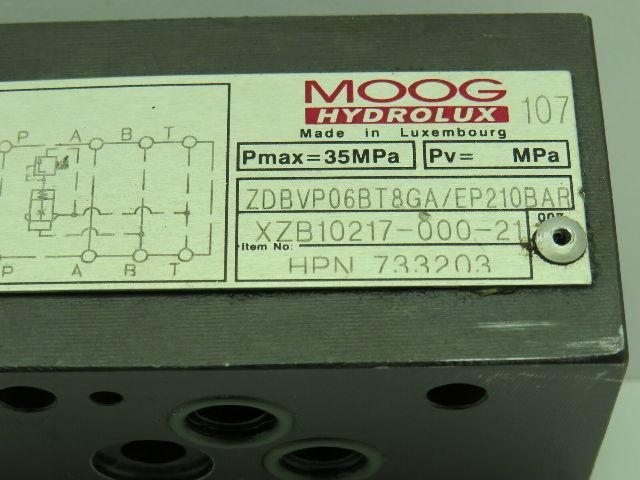 MOOG
HYDROLUX
107
Made in Luxembourg
Pmax=35MPa
Pv= MPa
ZDBVP06BT8GA/EP210BAR
XZB10217-000-21
Item No:
HPN 733203
P A B T
P A B T